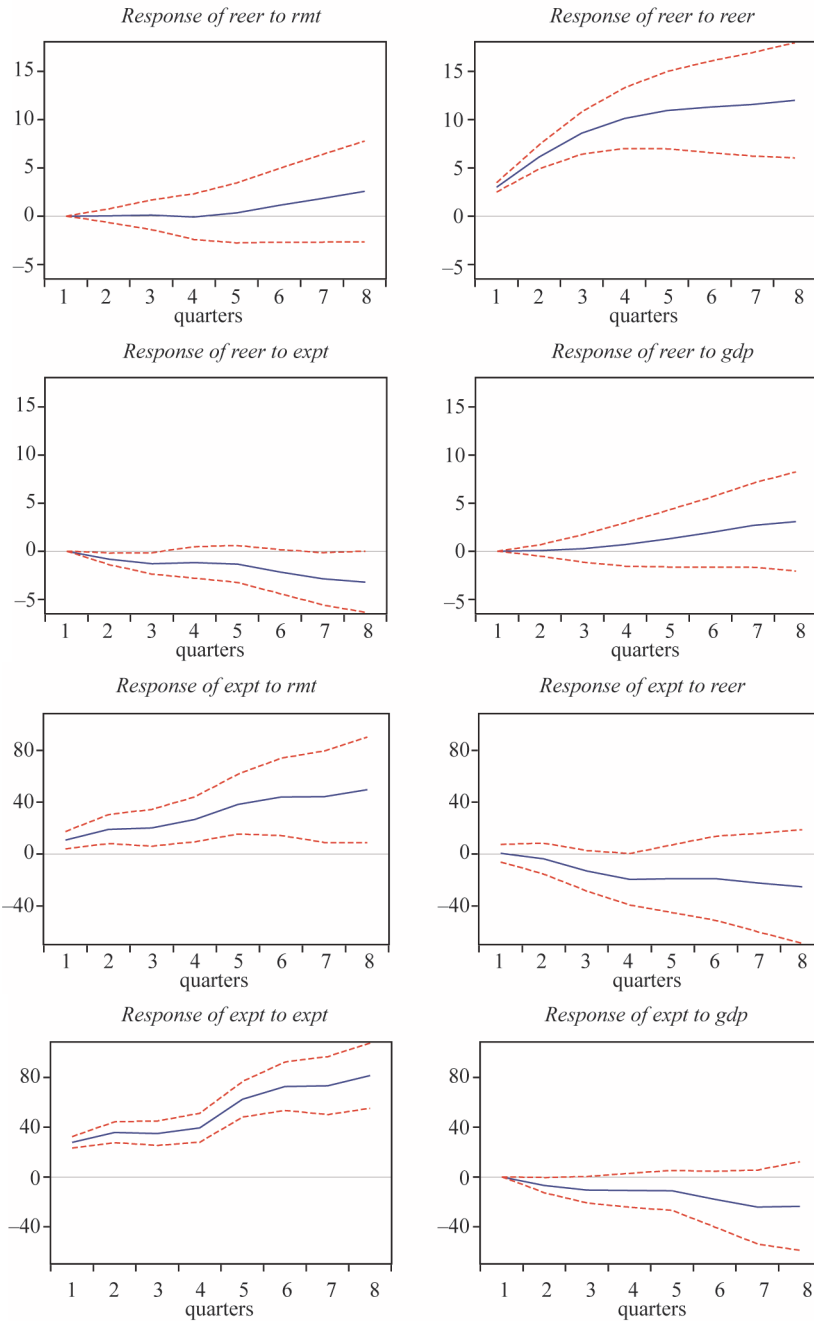 Response of reer to rmt
15
10
5
0
–5
1 2 3 4 5 6 7 8
quarters
Response of reer to reer
15
10
5
0
–5
1 2 3 4 5 6 7 8
quarters
Response of reer to expt
15
10
5
0
–5
1 2 3 4 5 6 7 8
quarters
Response of reer to gdp
15
10
5
0
–5
1 2 3 4 5 6 7 8
quarters
Response of expt to rmt
80
40
0
–40
1 2 3 4 5 6 7 8
quarters
Response of expt to reer
80
40
0
–40
1 2 3 4 5 6 7 8
quarters
Response of expt to expt
80
40
0
–40
1 2 3 4 5 6 7 8
quarters
Response of expt to gdp
80
40
0
–40
1 2 3 4 5 6 7 8
quarters